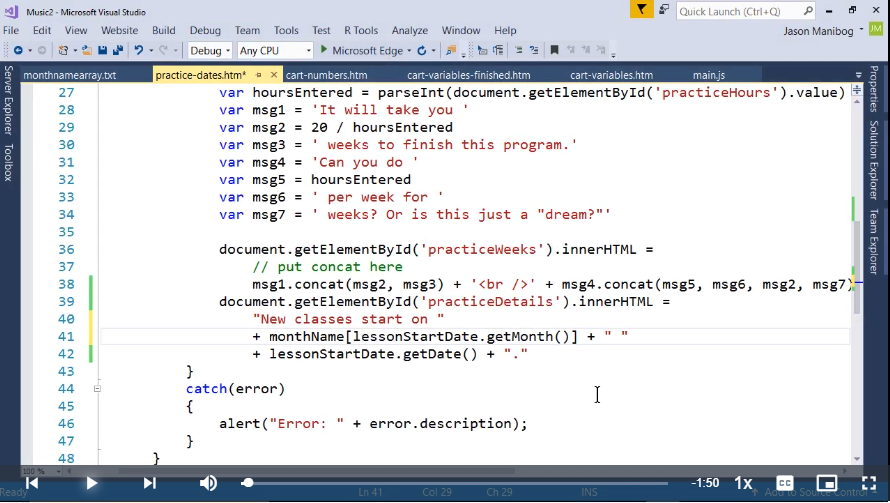 Music2 - Microsoft Visual Studio
Quick Launch (Ctrl+Q)
File Edit View Website Build Debug Team Tools Test R Tools Analyze Window Help
Jason Manibog JM
Debug Any CPU Microsoft Edge
monthnamearray.txt practice-dates.htm* cart-numbers.htm cart-variables-finished.htm cart-variables.htm main.js
Server Explorer
Toolbox
27 var hoursEntered = parseInt(document.getElementById('practiceHours').value)
28 var msg1 = 'It will take you '
29 var msg2 = 20 / hoursEntered
30 var msg3 = ' weeks to finish this program.'
31 var msg4 = 'Can you do '
32 var msg5 = hoursEntered
33 var msg6 = ' per week for '
34 var msg7 = ' weeks? Or is this just a "dream?"'
35
36 document.getElementById('practiceWeeks').innerHTML =
37 // put concat here
38 msg1.concat(msg2, msg3) + '<br />' + msg4.concat(msg5, msg6, msg2, msg7)
39 document.getElementById('practiceDetails').innerHTML =
40 "New classes start on "
41 + monthName[lessonStartDate.getMonth()] + " "
42 + lessonStartDate.getDate() + "."
43 }
44 catch(error)
45 {
46 alert("Error: " + error.description);
47 }
48 }
Properties
Solution Explorer
Team Explorer
100 %
-1:50 1x CC
Ready Ln 41 Col 29 Ch 29 INS Add to Source Control